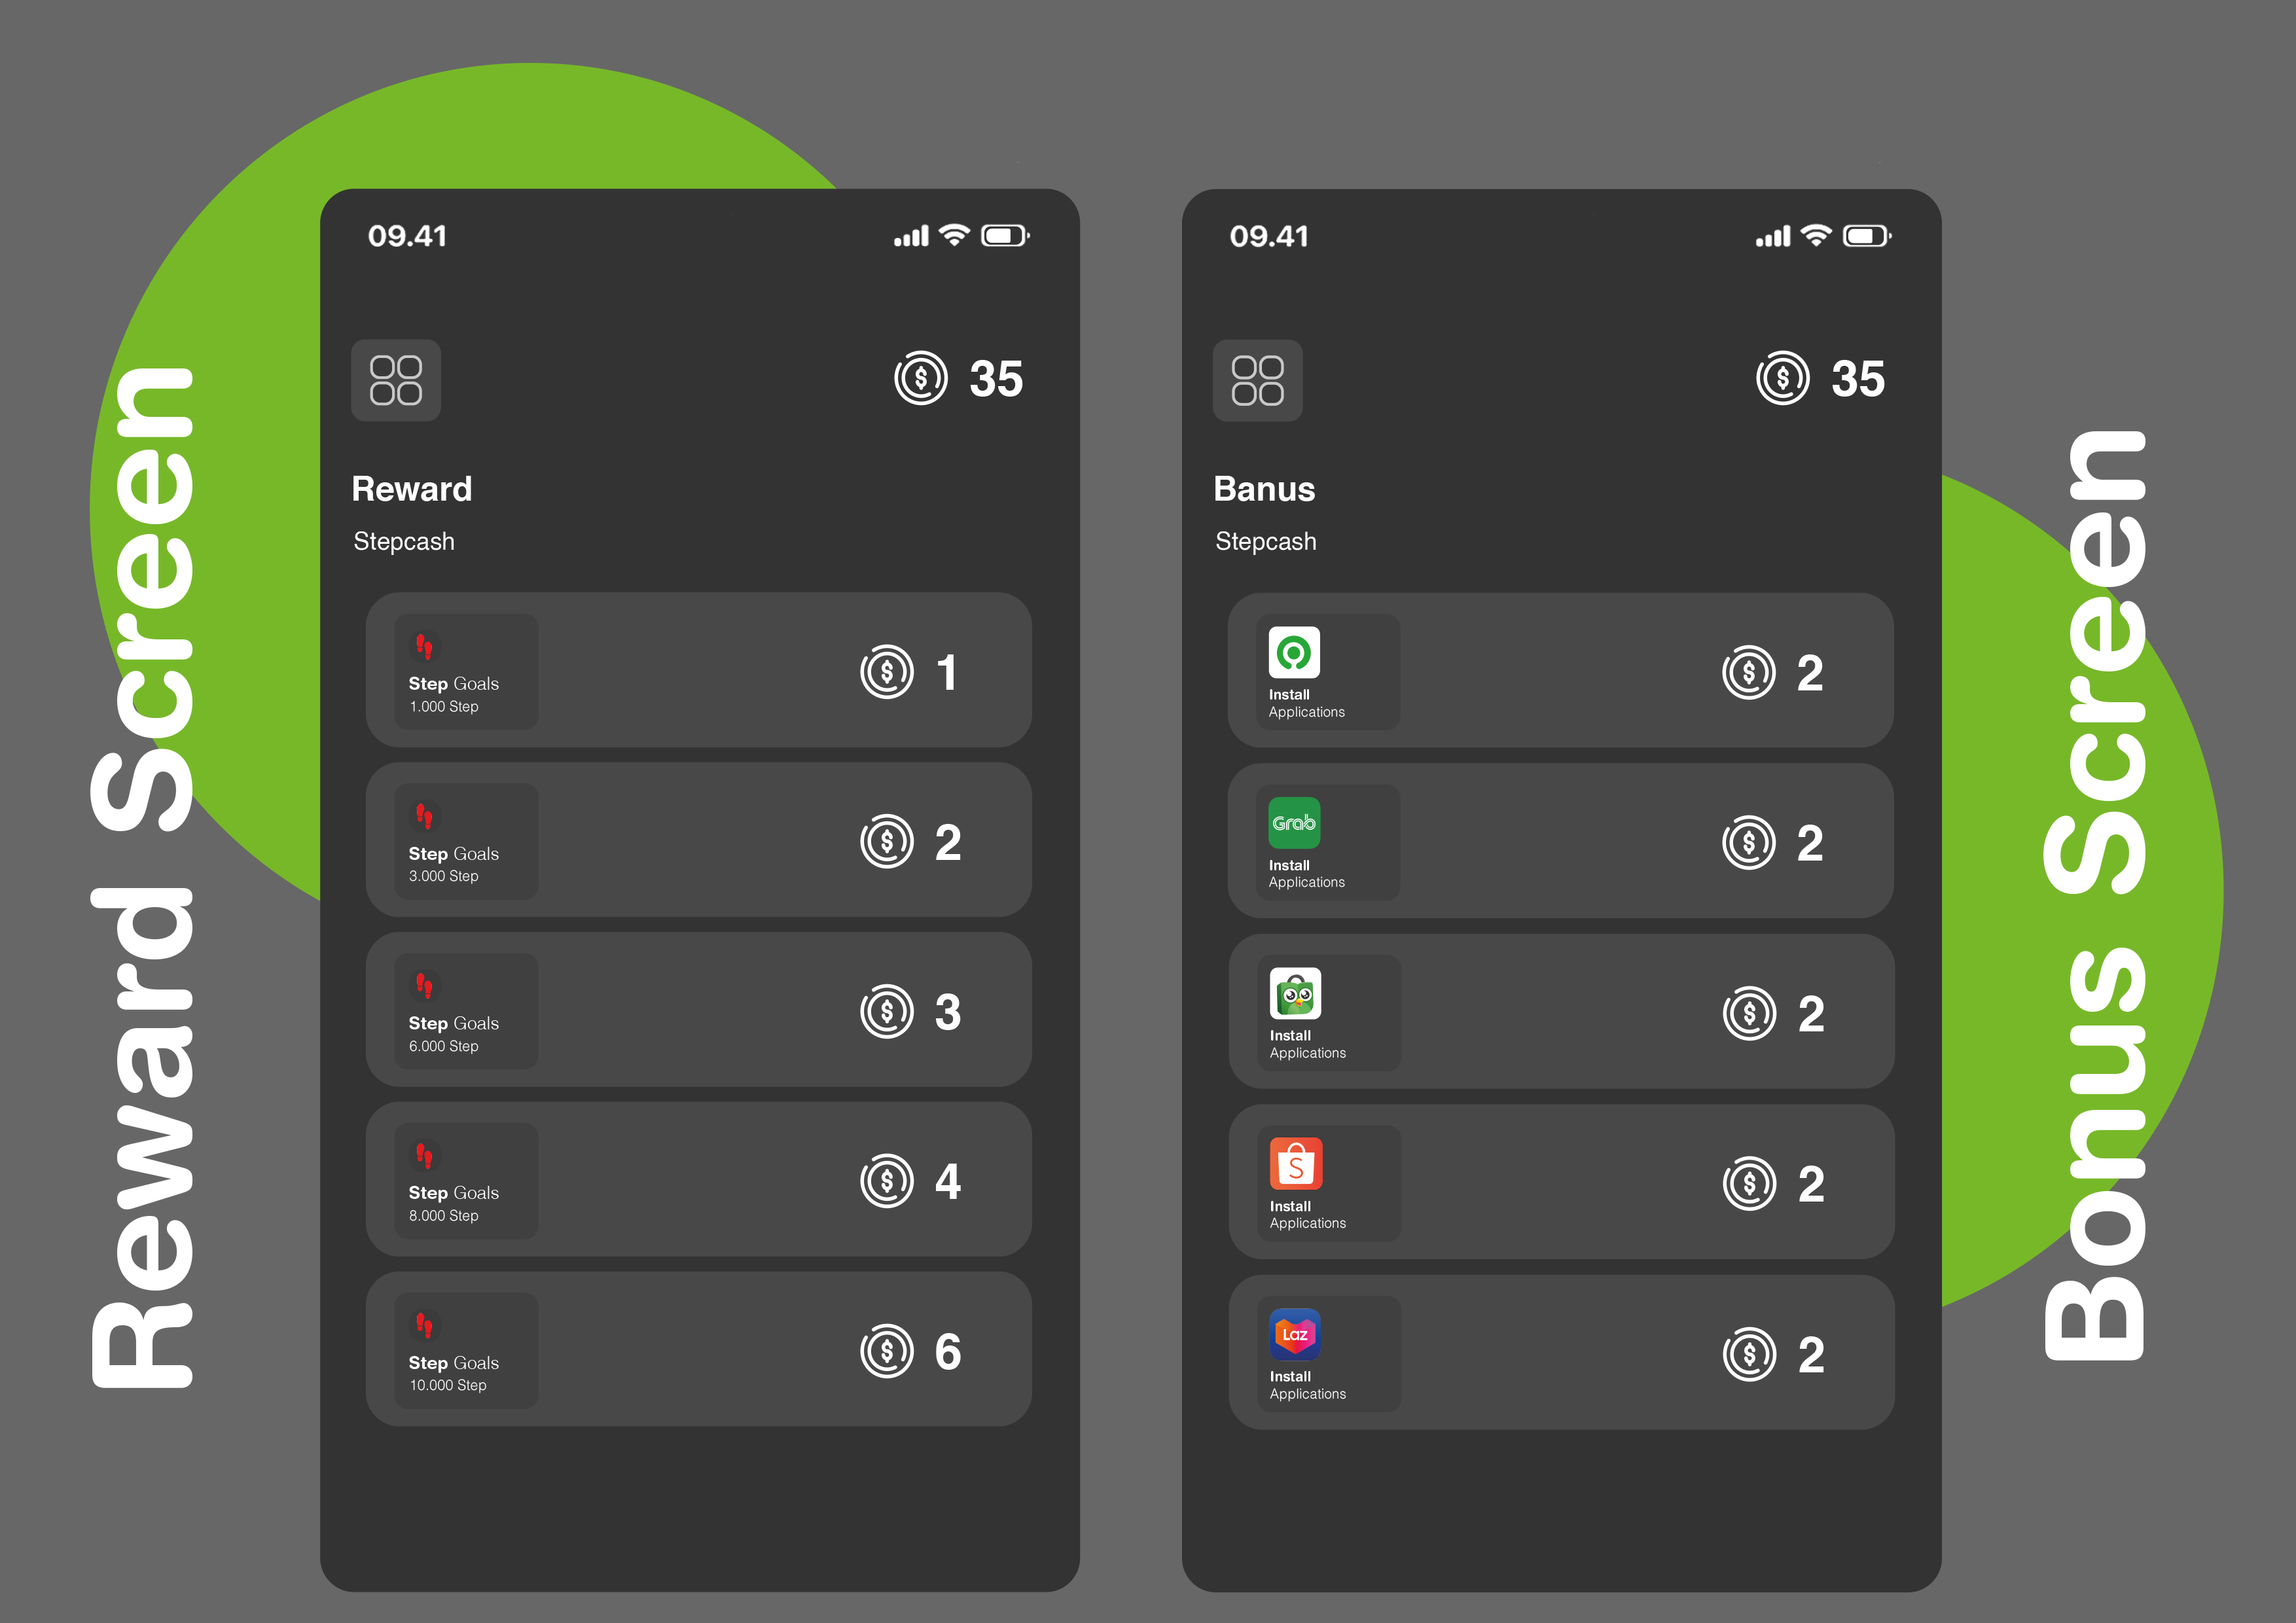 Reward Screen
09.41
35
Reward
Stepcash
Step Goals
1.000 Step
1
Step Goals
3.000 Step
2
Step Goals
6.000 Step
3
Step Goals
8.000 Step
4
Step Goals
10.000 Step
6
09.41
35
Banus
Stepcash
Install
Applications
2
Grab
Install
Applications
2
Install
Applications
2
S
Install
Applications
2
Laz
Install
Applications
2
Bonus Screen